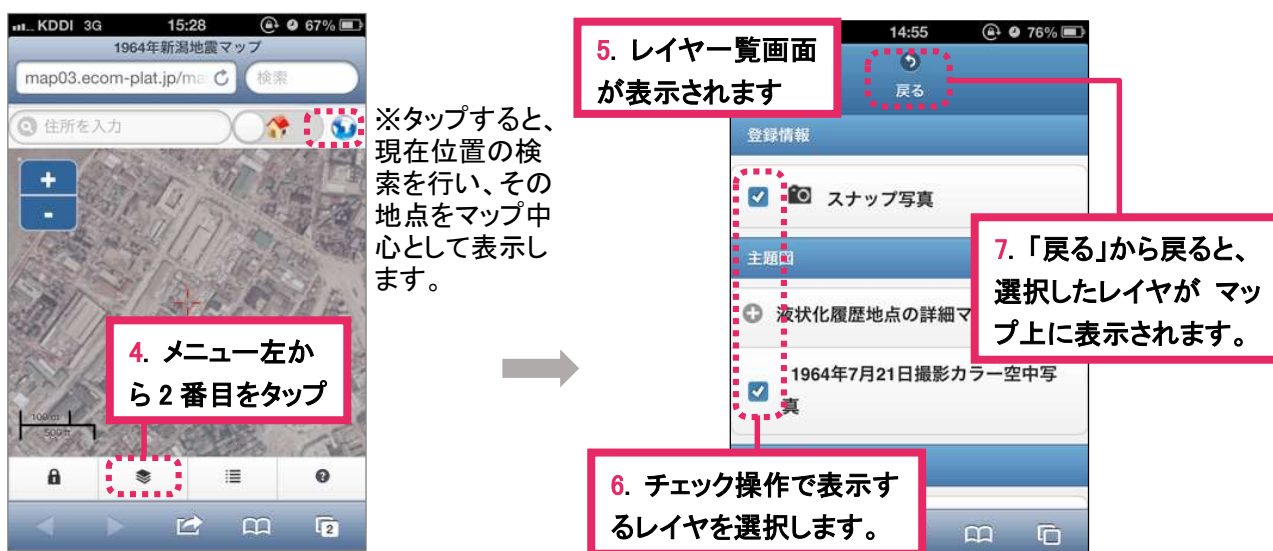 KDDI 3G 15:28 67%
1964年新潟地震マップ
map03.ecom-plat.jp/ma 検索
住所を入力
+
-
100 m
500 ft
4. メニュー左か
ら2番目をタップ
2
※タップすると、
現在位置の検
索を行い、その
地点をマップ中
心として表示し
ます。
5. レイヤ一覧画面
が表示されます
14:55 76%
戻る
登録情報
スナップ写真
主題図
液状化履歴地点の詳細マ
1964年7月21日撮影カラー空中写
真
7. 「戻る」から戻ると、
選択したレイヤが マッ
プ上に表示されます。
6. チェック操作で表示す
るレイヤを選択します。